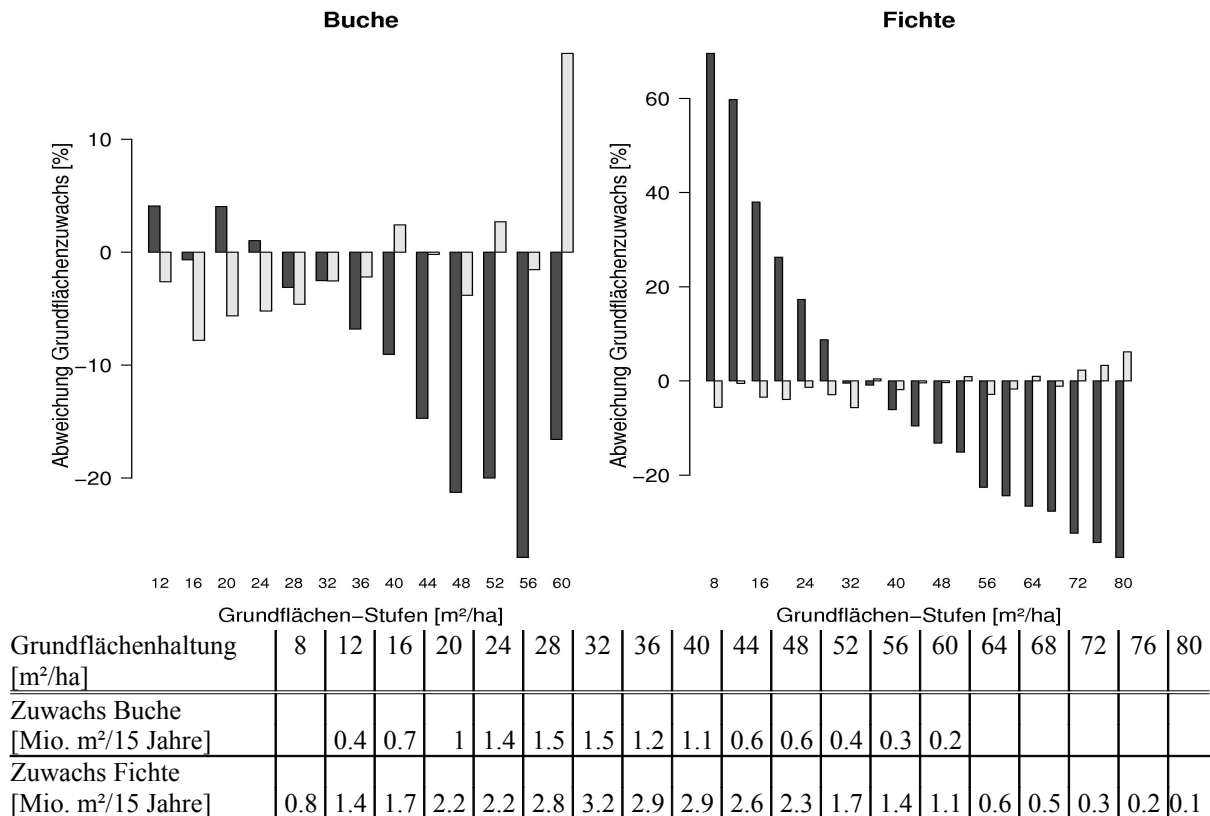 Buche
Abweichung Grundflächenzuwachs [%]
10
0
−10
−20
12 16 20 24 28 32 36 40 44 48 52 56 60
Grundflächen−Stufen [m²/ha]
Fichte
Abweichung Grundflächenzuwachs [%]
60
40
20
0
−20
8 16 24 32 40 48 56 64 72 80
Grundflächen−Stufen [m²/ha]
Grundflächenhaltung 8 12 16 20 24 28 32 36 40 44 48 52 56 60 64 68 72 76 80
[m²/ha]
Zuwachs Buche
[Mio. m²/15 Jahre] 0.4 0.7 1 1.4 1.5 1.5 1.2 1.1 0.6 0.6 0.4 0.3 0.2
Zuwachs Fichte
[Mio. m²/15 Jahre] 0.8 1.4 1.7 2.2 2.2 2.8 3.2 2.9 2.9 2.6 2.3 1.7 1.4 1.1 0.6 0.5 0.3 0.2 0.1